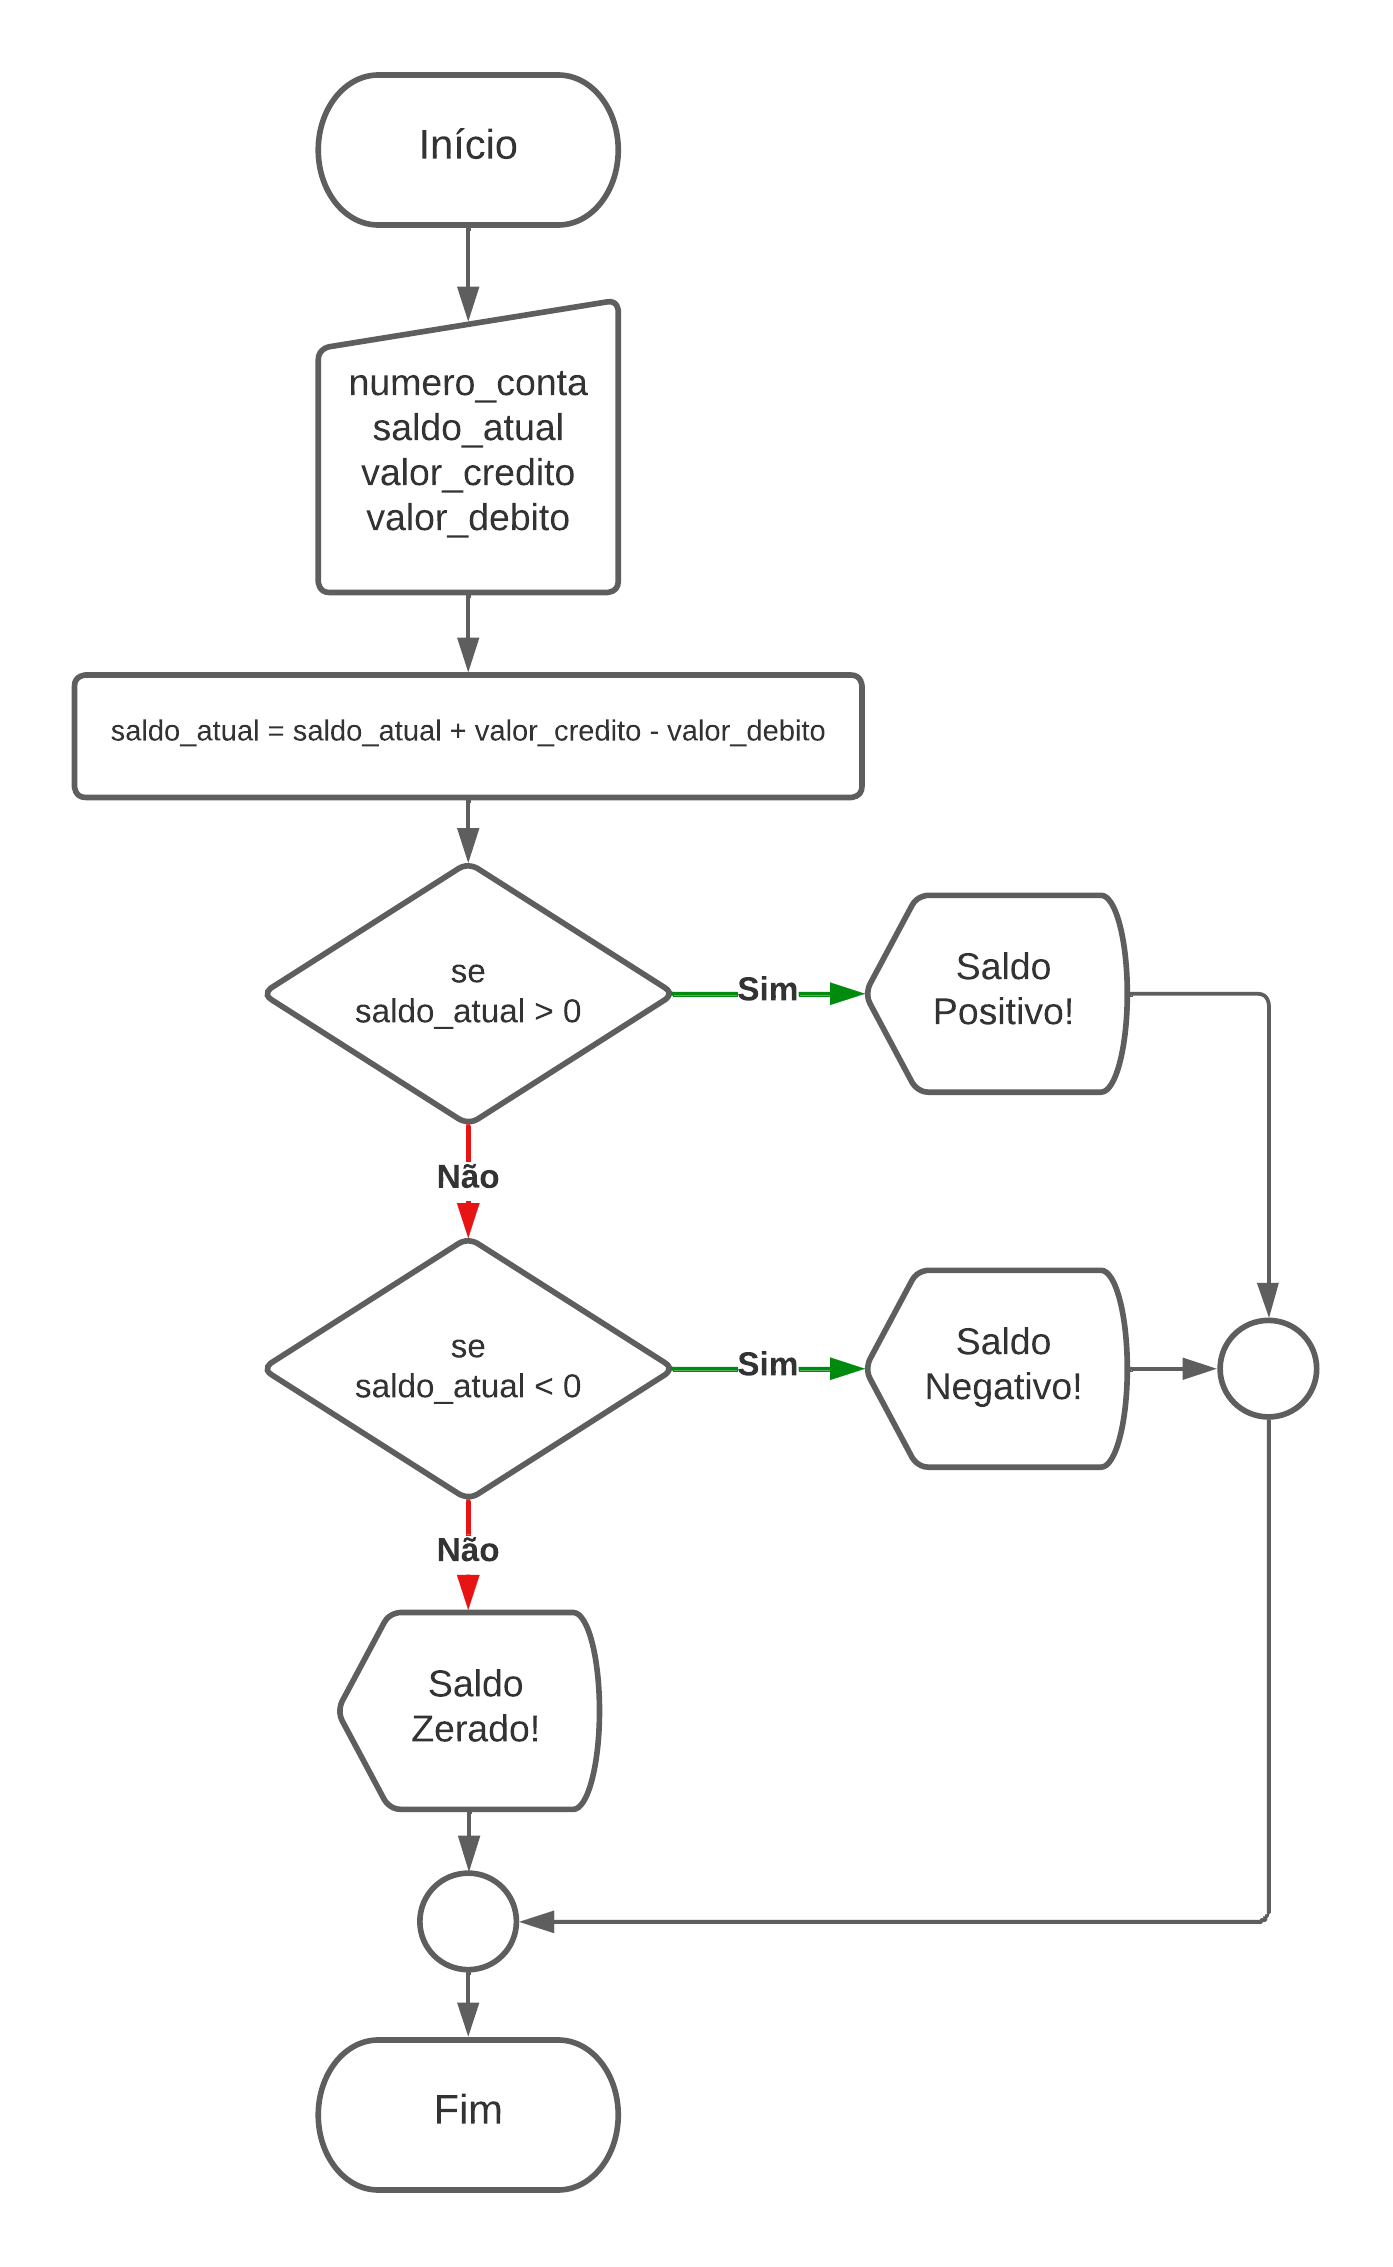 Início
numero_conta
saldo_atual
valor_credito
valor_debito
saldo_atual = saldo_atual + valor_credito - valor_debito
se
saldo_atual > 0
Sim
Saldo
Positivo!
Não
se
saldo_atual < 0
Sim
Saldo
Negativo!
Não
Saldo
Zerado!
Fim